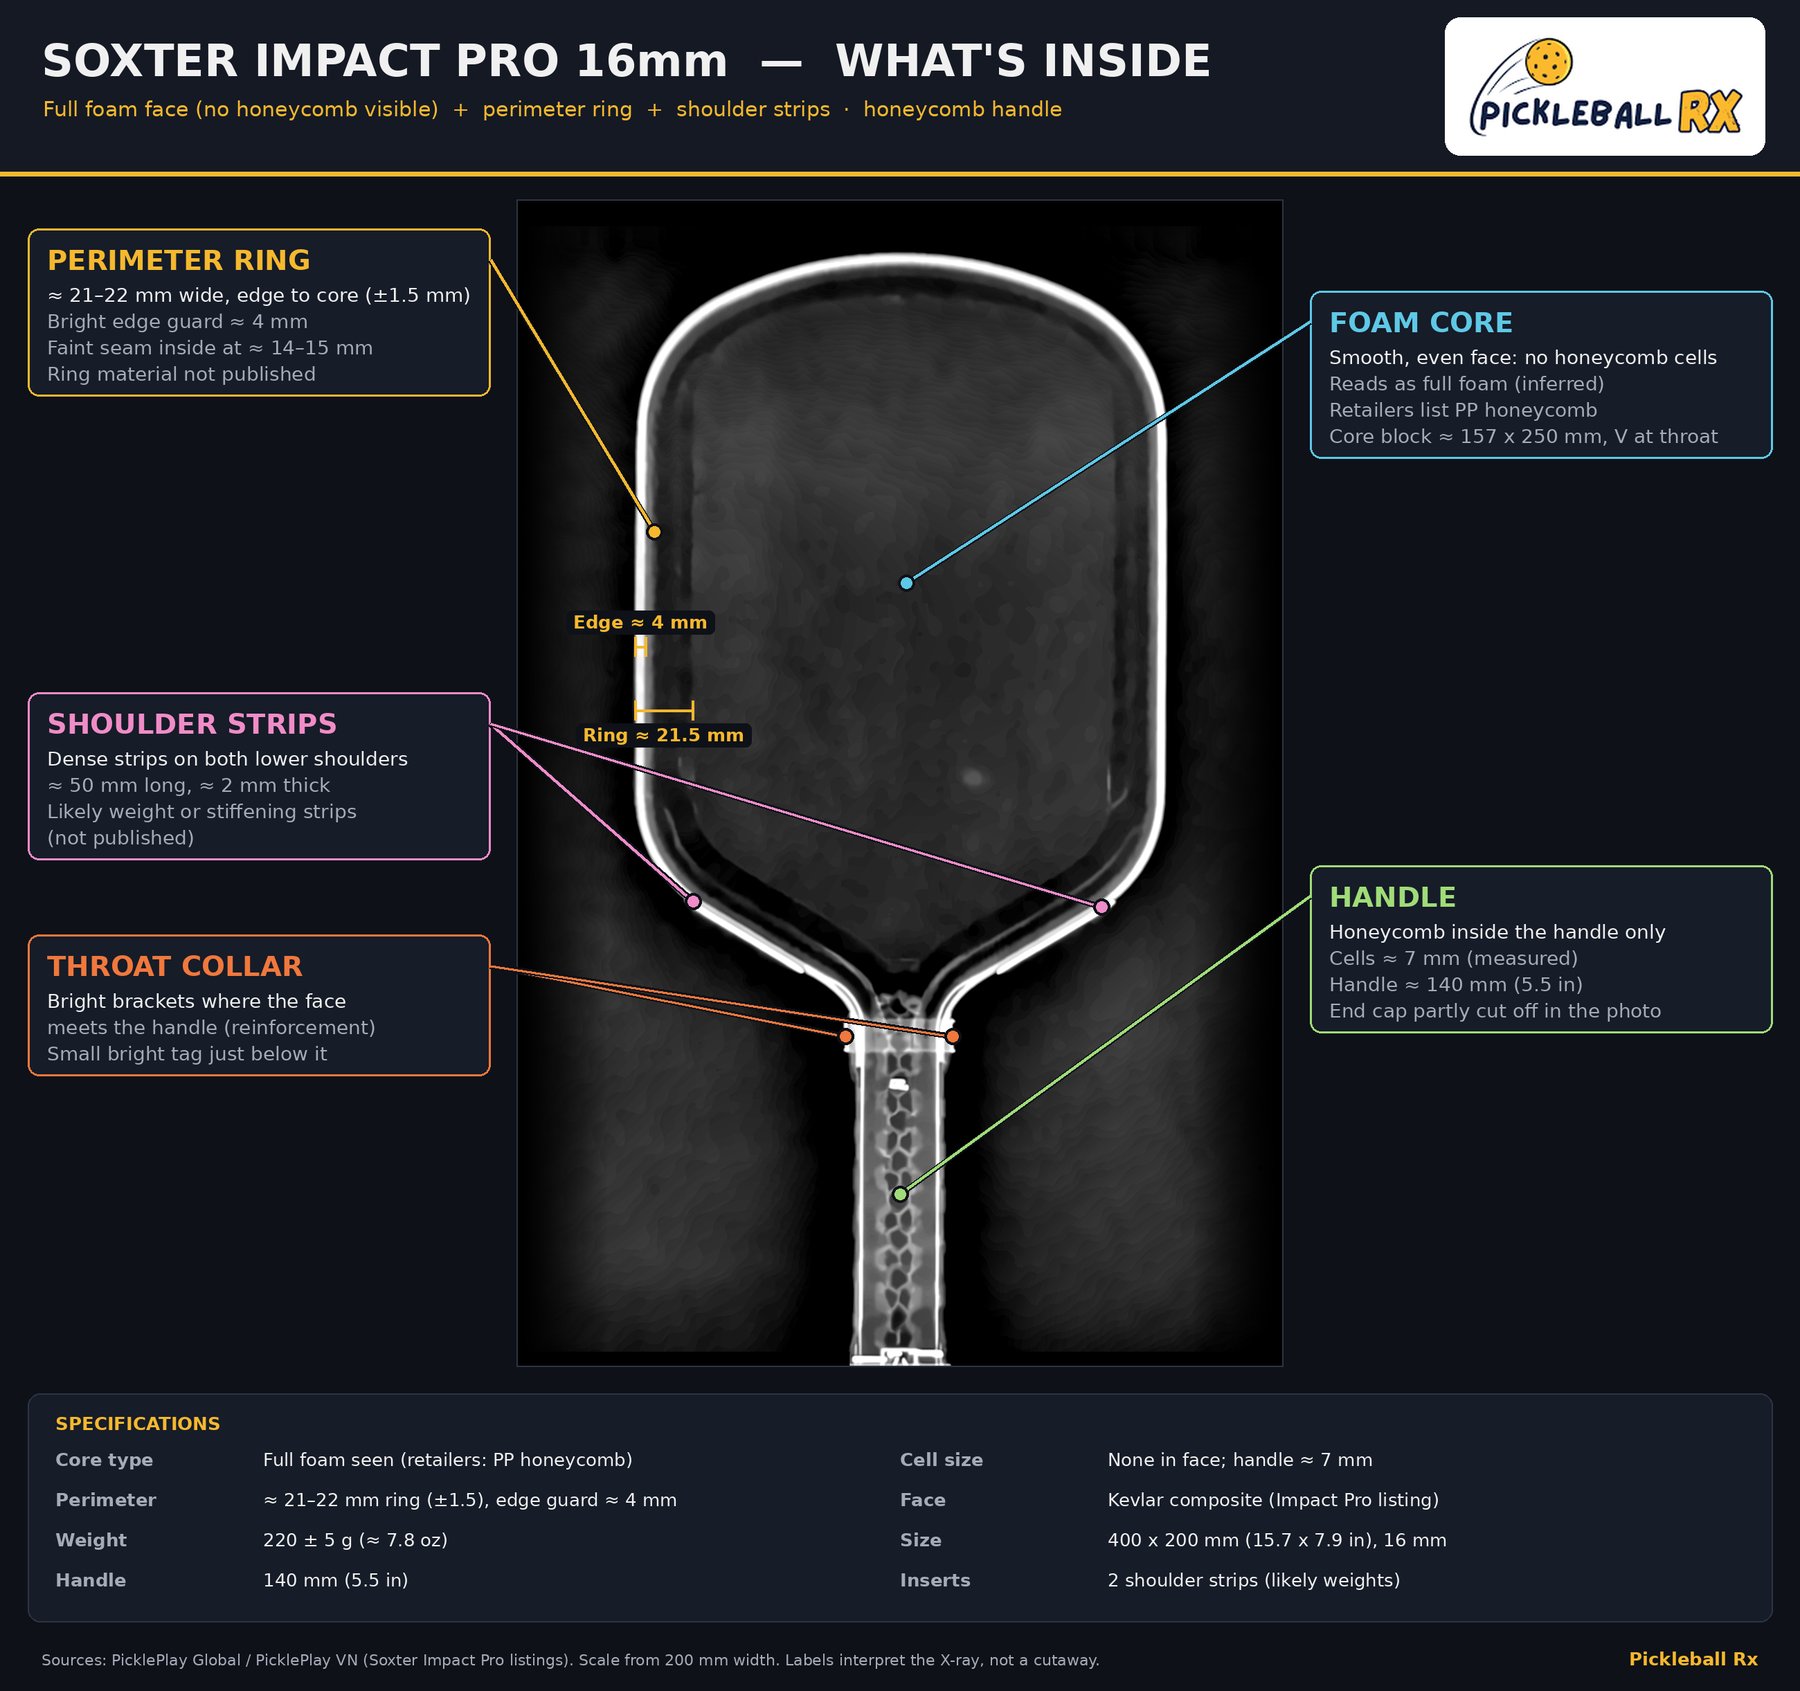 SOXTER IMPACT PRO 16mm — WHAT'S INSIDE
Full foam face (no honeycomb visible) + perimeter ring + shoulder strips · honeycomb handle
PICKLEBALL RX
PERIMETER RING
≈ 21–22 mm wide, edge to core (±1.5 mm)
Bright edge guard ≈ 4 mm
Faint seam inside at ≈ 14–15 mm
Ring material not published
FOAM CORE
Smooth, even face: no honeycomb cells
Reads as full foam (inferred)
Retailers list PP honeycomb
Core block ≈ 157 x 250 mm, V at throat
Edge ≈ 4 mm
Ring ≈ 21.5 mm
SHOULDER STRIPS
Dense strips on both lower shoulders
≈ 50 mm long, ≈ 2 mm thick
Likely weight or stiffening strips
(not published)
THROAT COLLAR
Bright brackets where the face
meets the handle (reinforcement)
Small bright tag just below it
HANDLE
Honeycomb inside the handle only
Cells ≈ 7 mm (measured)
Handle ≈ 140 mm (5.5 in)
End cap partly cut off in the photo
SPECIFICATIONS
Core type Full foam seen (retailers: PP honeycomb)
Cell size None in face; handle ≈ 7 mm
Perimeter ≈ 21–22 mm ring (±1.5), edge guard ≈ 4 mm
Face Kevlar composite (Impact Pro listing)
Weight 220 ± 5 g (≈ 7.8 oz)
Size 400 x 200 mm (15.7 x 7.9 in), 16 mm
Handle 140 mm (5.5 in)
Inserts 2 shoulder strips (likely weights)
Sources: PicklePlay Global / PicklePlay VN (Soxter Impact Pro listings). Scale from 200 mm width. Labels interpret the X-ray, not a cutaway.
Pickleball Rx